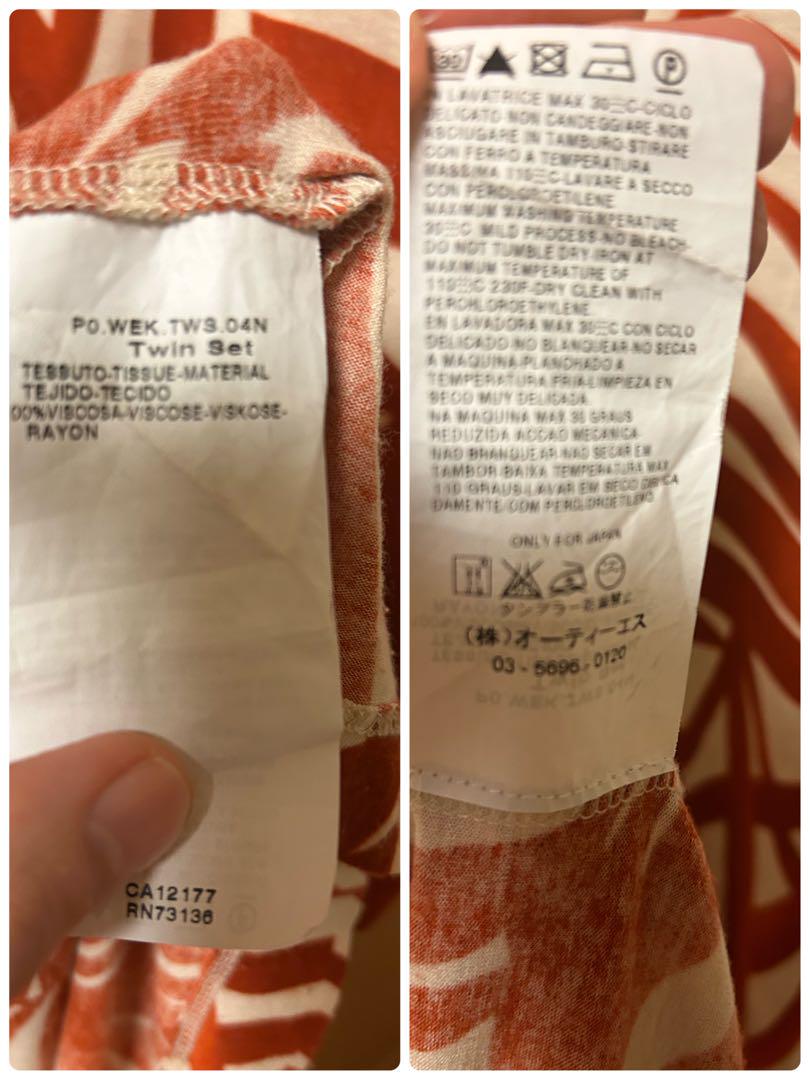 P0.WEK.TWS.04N
Twin Set
TESSUTO-TISSUE-MATERIAL
TEJIDO-TECIDO
00%VISCOSA-VISCOSE-VISKOSE-
RAYON
CA12177
RN73136
LAVATRICE MAX 30 C-CICLO
DELICATO NON CANDEGGIARE-NON
ASCIUGARE IN TAMBURO-STIRARE
CON FERRO A TEMPERATURA
MASSIMA 110 C-LAVARE A SECCO
CON PERCLOROETILENE.
MAXIMUM WASHING TEMPERATURE
30 C MILD PROCESS-NO BLEACH-
DO NOT TUMBLE DRY-IRON AT
MAXIMUM TEMPERATURE OF
110 C 230F-DRY CLEAN WITH
PERCHLOROETHYLENE.
EN LAVADORA MAX 30 C CON CICLO
DELICADO NO BLANQUEAR-NO SECAR
A MAQUINA-PLANCHADO A
TEMPERATURA FRIA-LIMPIEZA EN
SECO MUY DELICADA.
NA MAQUINA MAX 30 GRAUS
REDUZIDA ACCAO MECANICA-
NAO BRANQUEAR-NAO SECAR EM
TAMBOR-BAIXA TEMPERATURA MAX
110 GRAUS-LAVAR EM SECO
DAMENTE/COM PERCLOROETILENO
ONLY FOR JAPAN
タンブラー乾燥禁止
(株)オーティーエス
03-5696-0120